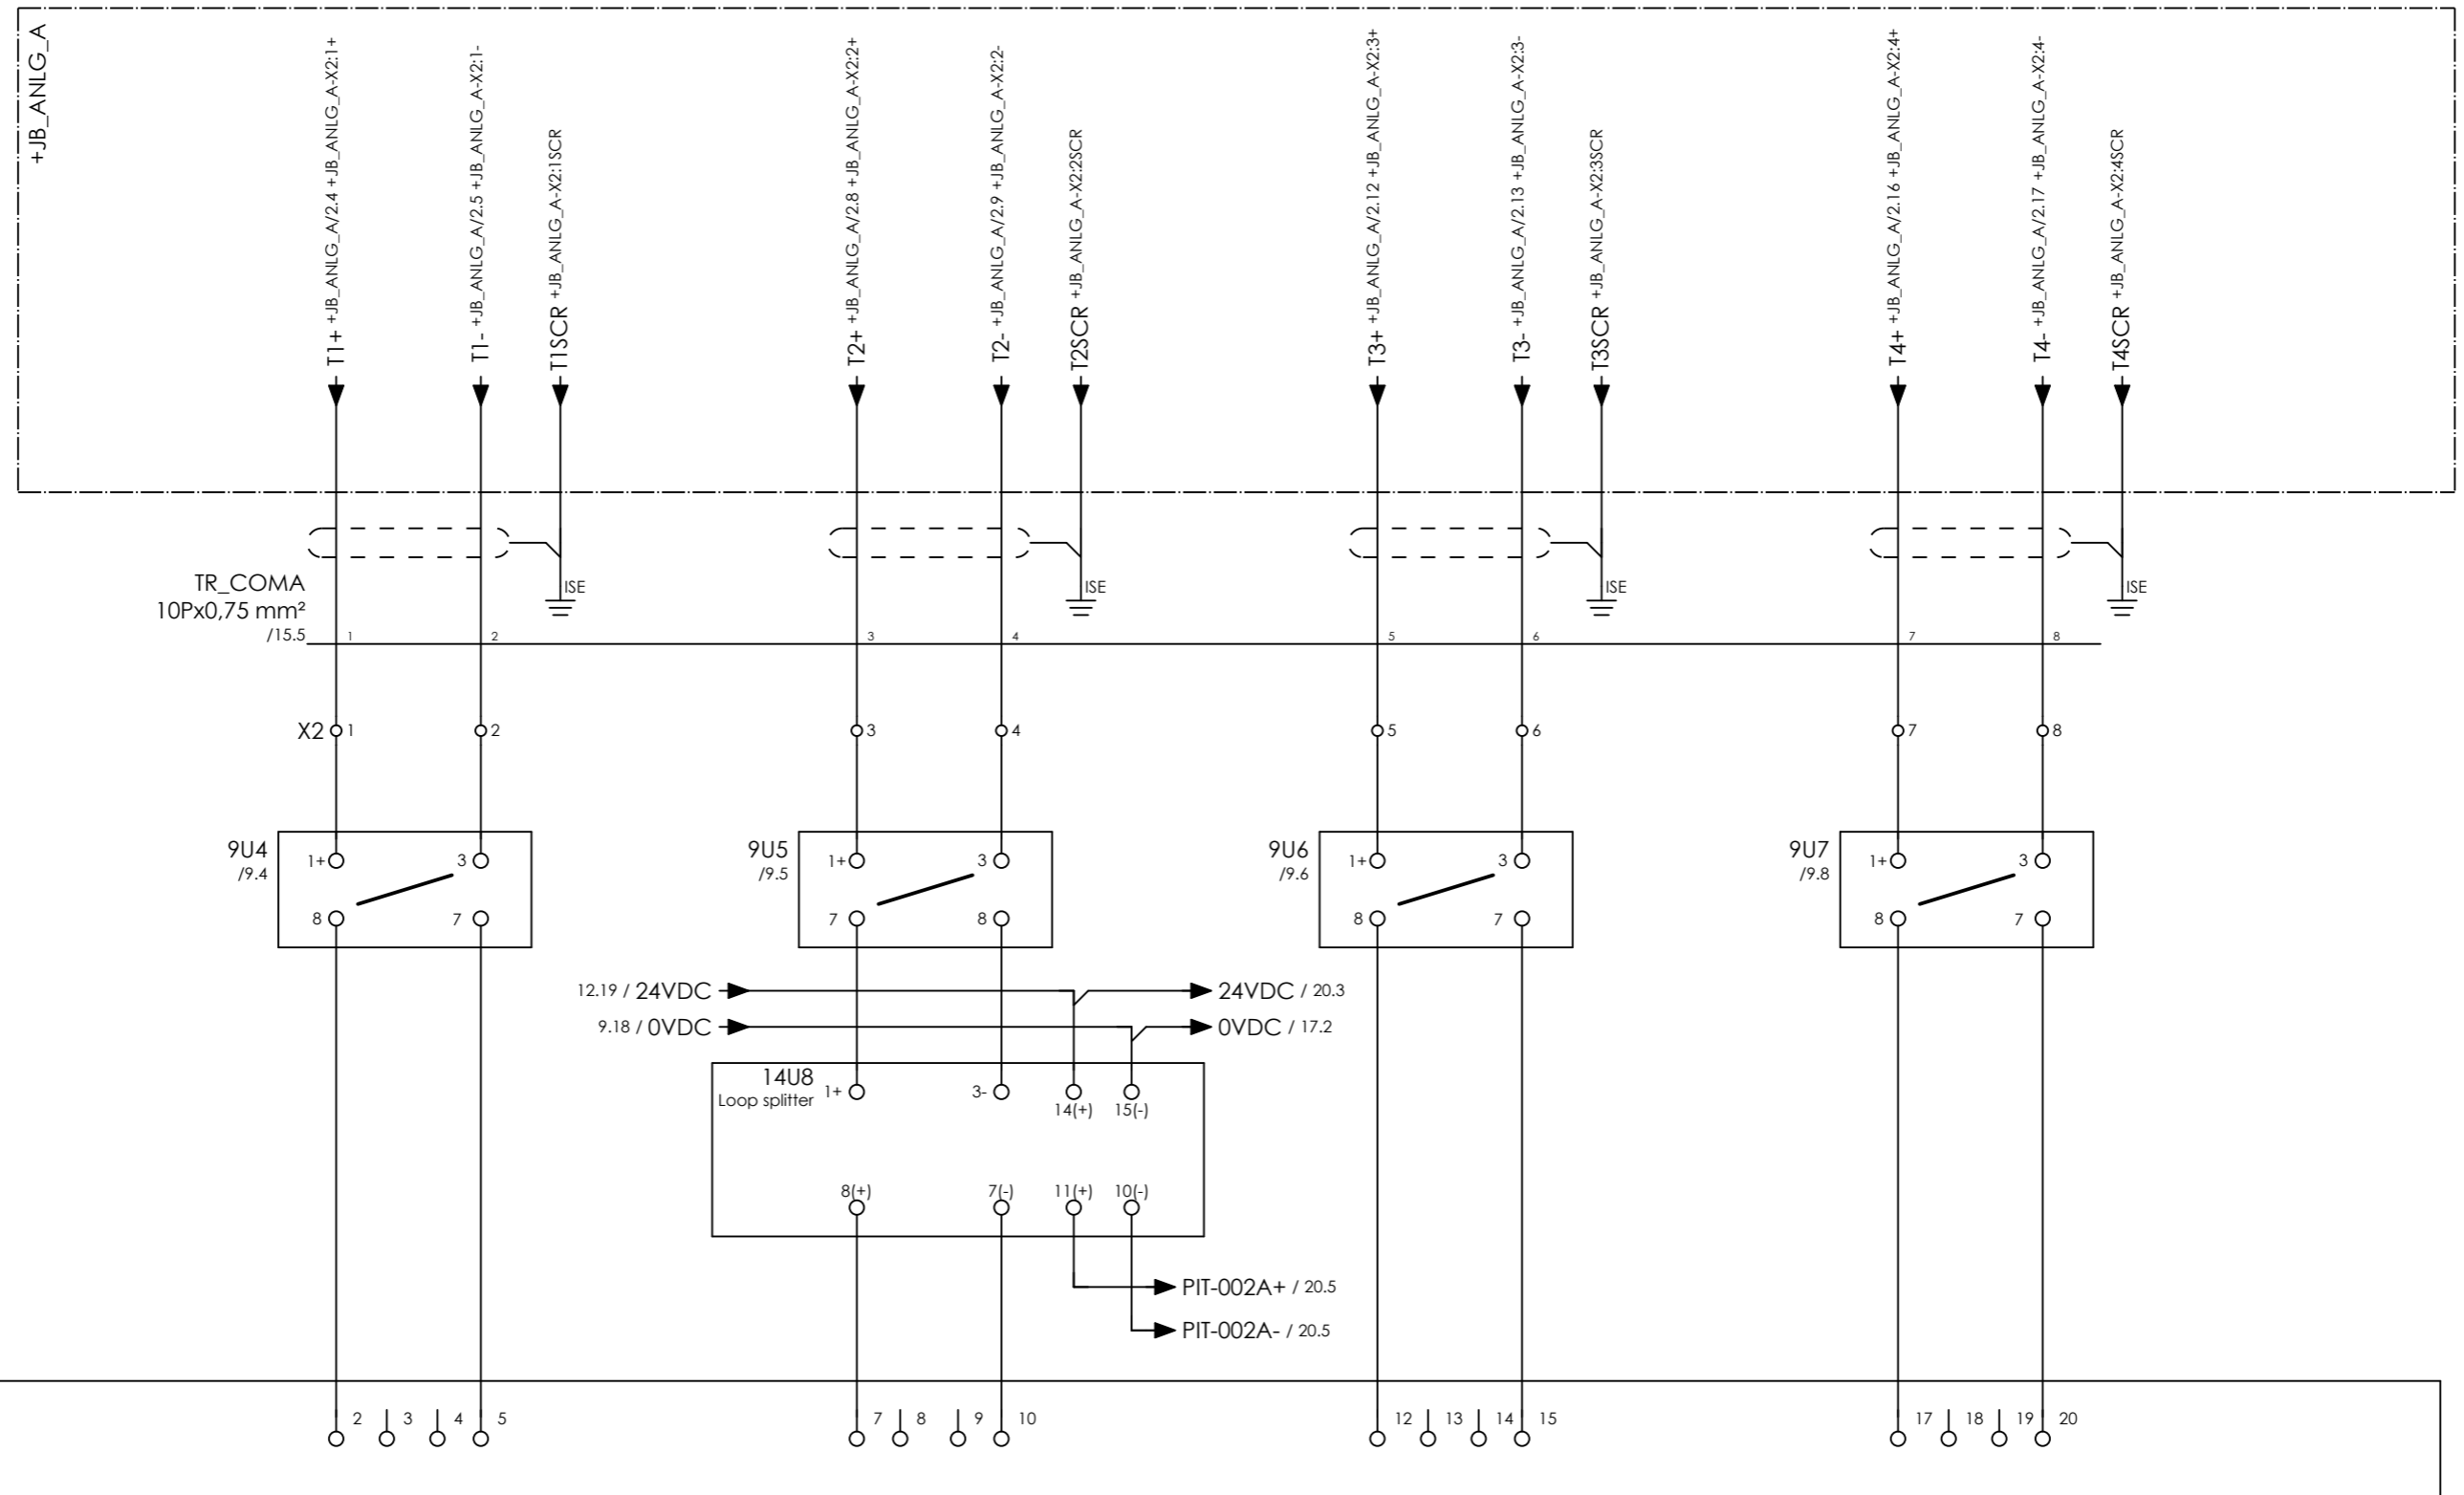 +JB_ANLG_A
T1+ +JB_ANLG_A/2.4 +JB_ANLG_A-X2:1+
T1- +JB_ANLG_A/2.5 +JB_ANLG_A-X2:1-
T1SCR +JB_ANLG_A-X2:1SCR
T2+ +JB_ANLG_A/2.8 +JB_ANLG_A-X2:2+
T2- +JB_ANLG_A/2.9 +JB_ANLG_A-X2:2-
T2SCR +JB_ANLG_A-X2:2SCR
T3+ +JB_ANLG_A/2.12 +JB_ANLG_A-X2:3+
T3- +JB_ANLG_A/2.13 +JB_ANLG_A-X2:3-
T3SCR +JB_ANLG_A-X2:3SCR
T4+ +JB_ANLG_A/2.16 +JB_ANLG_A-X2:4+
T4- +JB_ANLG_A/2.17 +JB_ANLG_A-X2:4-
T4SCR +JB_ANLG_A-X2:4SCR
ISE ISE ISE ISE
TR_COMA
10Px0,75 mm²
/15.5 1 2 3 4 5 6 7 8
X2 1 2 3 4 5 6 7 8
9U4 1+ 3 9U5 1+ 3 9U6 1+ 3 9U7 1+ 3
/9.4 /9.5 /9.6 /9.8
8 7 7 8 8 7 8 7
12.19 / 24VDC 24VDC / 20.3
9.18 / 0VDC 0VDC / 17.2
14U8 1+ 3-
Loop splitter
14(+) 15(-)
8(+) 7(-) 11(+) 10(-)
PIT-002A+ / 20.5
PIT-002A- / 20.5
2 3 4 5 7 8 9 10 12 13 14 15 17 18 19 20